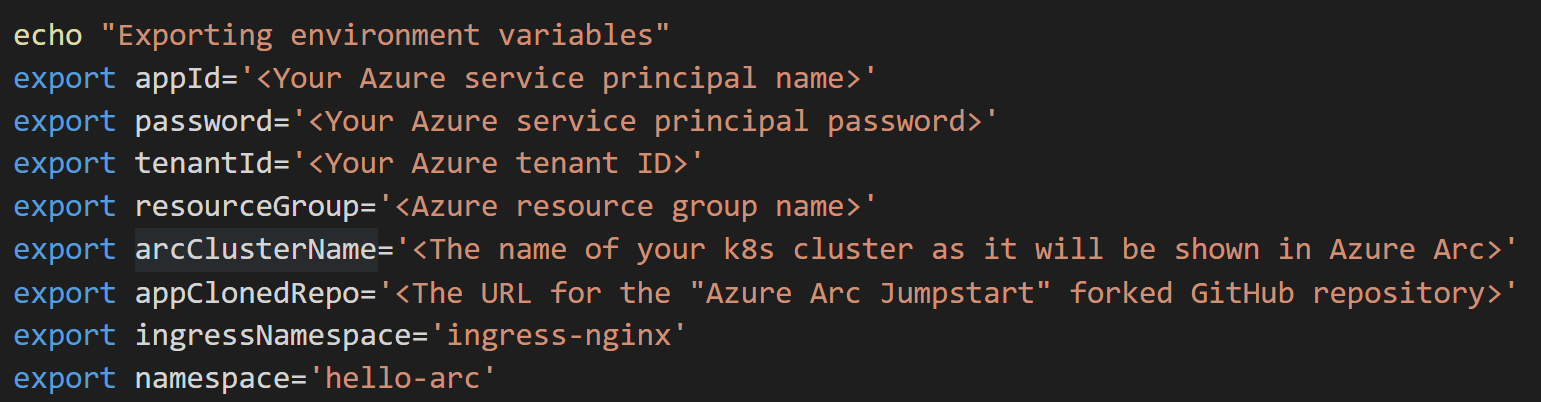 echo "Exporting environment variables"
export appId='<Your Azure service principal name>'
export password='<Your Azure service principal password>'
export tenantId='<Your Azure tenant ID>'
export resourceGroup='<Azure resource group name>'
export arcClusterName='<The name of your k8s cluster as it will be shown in Azure Arc>'
export appClonedRepo='<The URL for the "Azure Arc Jumpstart" forked GitHub repository>'
export ingressNamespace='ingress-nginx'
export namespace='hello-arc'